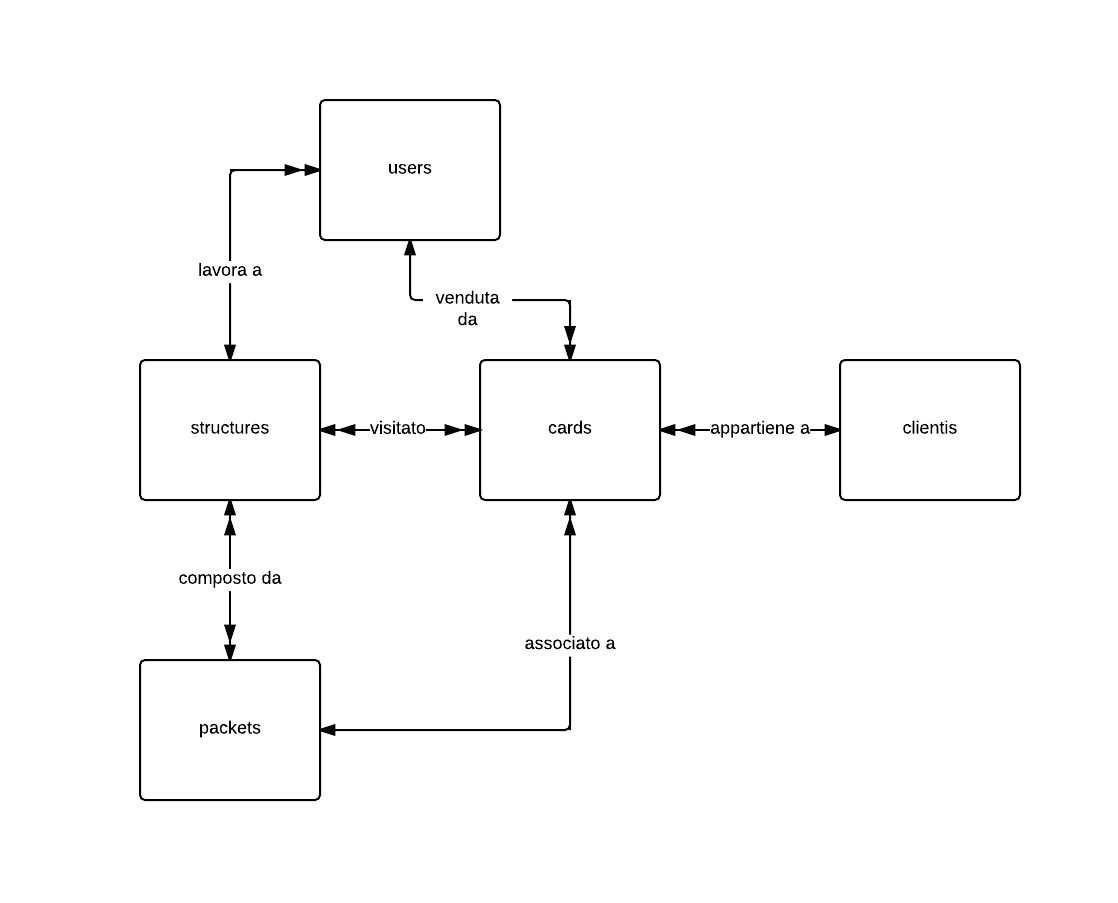 users
lavora a
venduta
da
structures
visitato
cards
appartiene a
clientis
composto da
associato a
packets